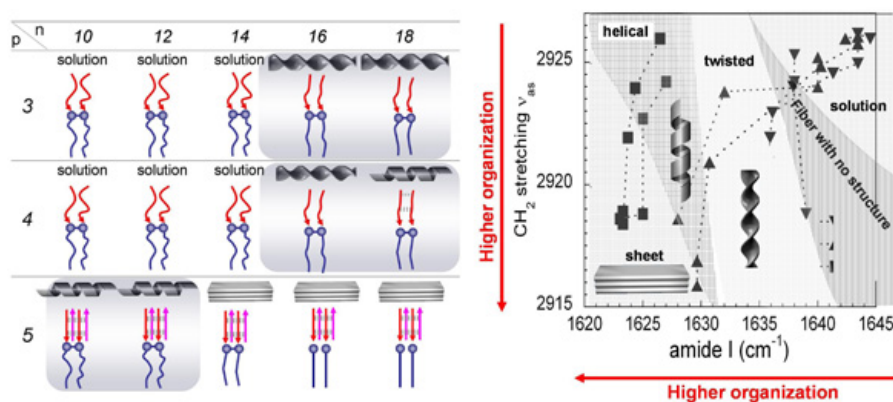 p n 10 12 14 16 18
3 solution solution solution
4 solution solution solution
5
Higher organization
CH2 stretching νas
2925
2920
2915
helical
twisted
solution
Fiber with no structure
sheet
1620 1625 1630 1635 1640 1645
amide I (cm-1)
Higher organization